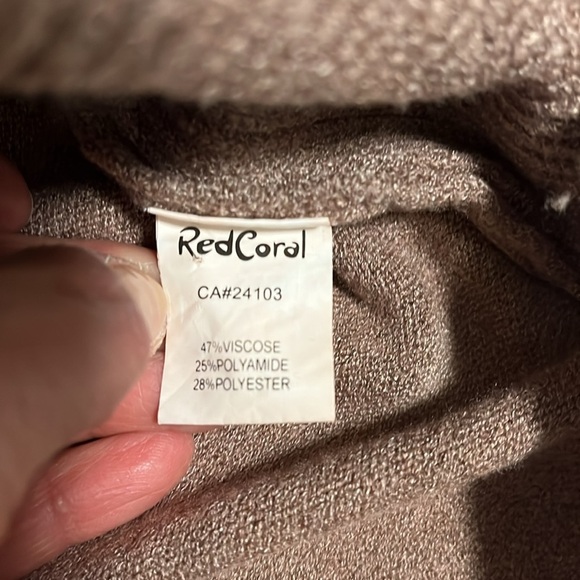 RedCoral
CA#24103
47%VISCOSE
25%POLYAMIDE
28%POLYESTER